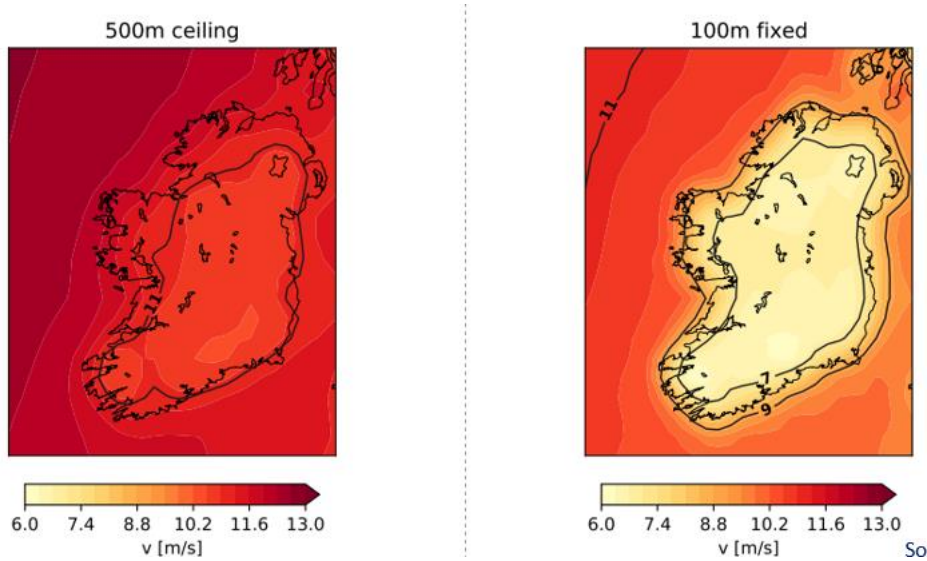 500m ceiling
11
6.0 7.4 8.8 10.2 11.6 13.0
v [m/s]
100m fixed
11
7
9
6.0 7.4 8.8 10.2 11.6 13.0
v [m/s]
So